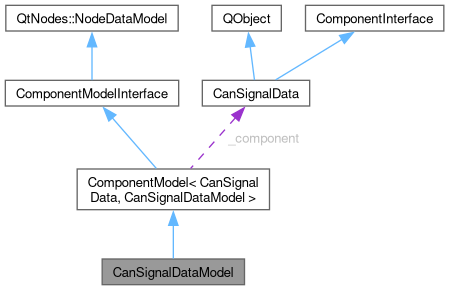 QtNodes::NodeDataModel
QObject
ComponentInterface
ComponentModelInterface
CanSignalData
_component
ComponentModel< CanSignal
Data, CanSignalDataModel >
CanSignalDataModel